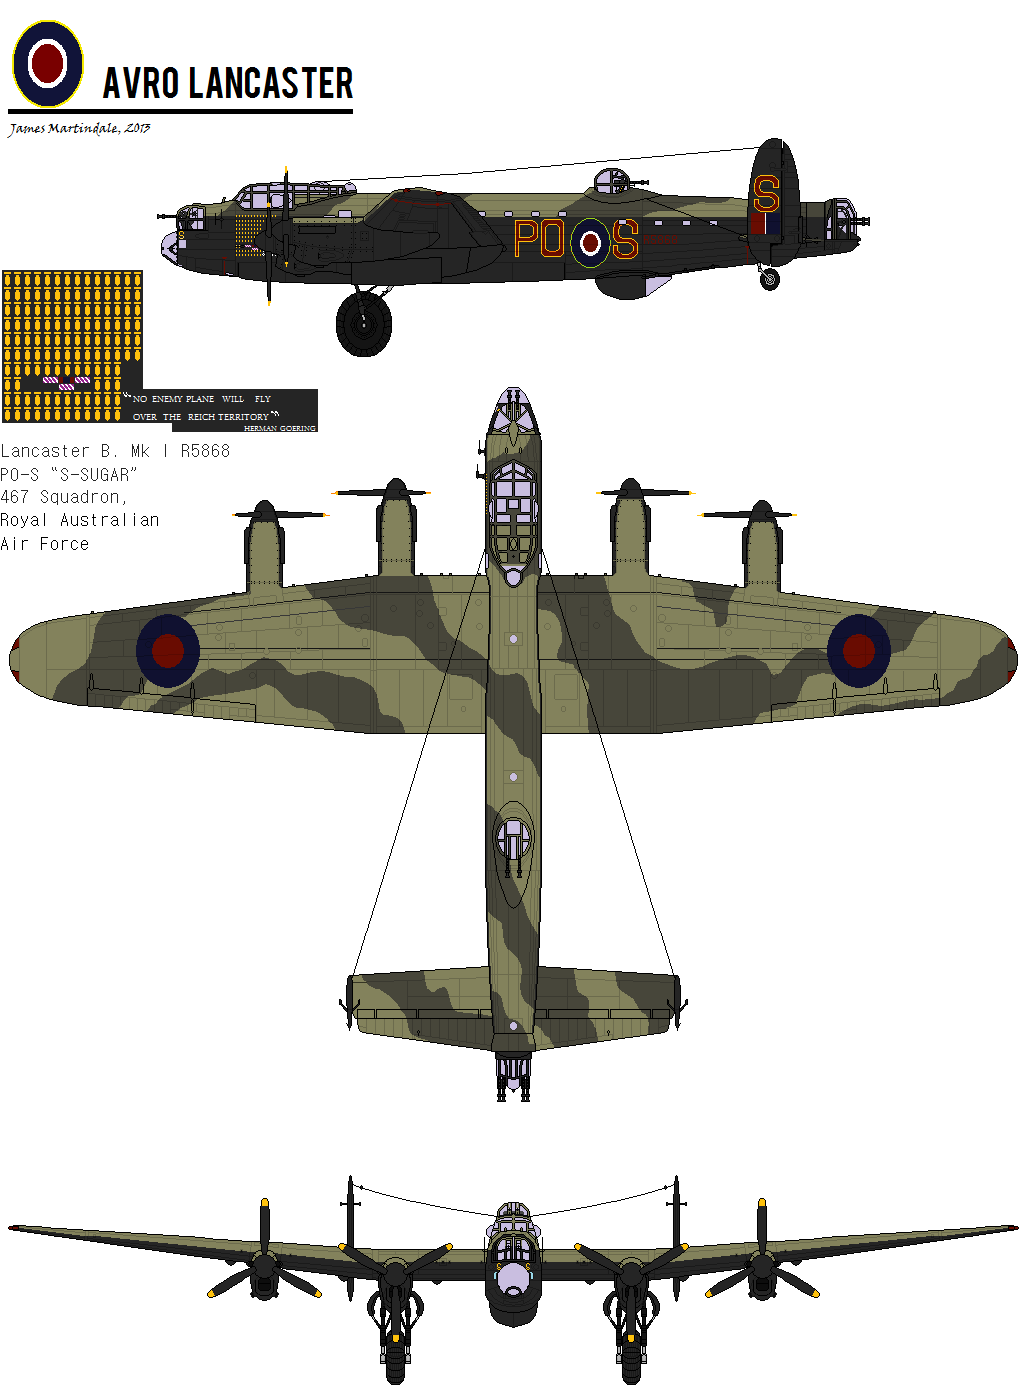 AVRO LANCASTER
James Martindale, 2013
S
PO S
S
"NO ENEMY PLANE WILL FLY
OVER THE REICH TERRITORY"
HERMAN GOERING
Lancaster B. Mk I R5868
PO-S "S-SUGAR"
467 Squadron,
Royal Australian
Air Force
S S